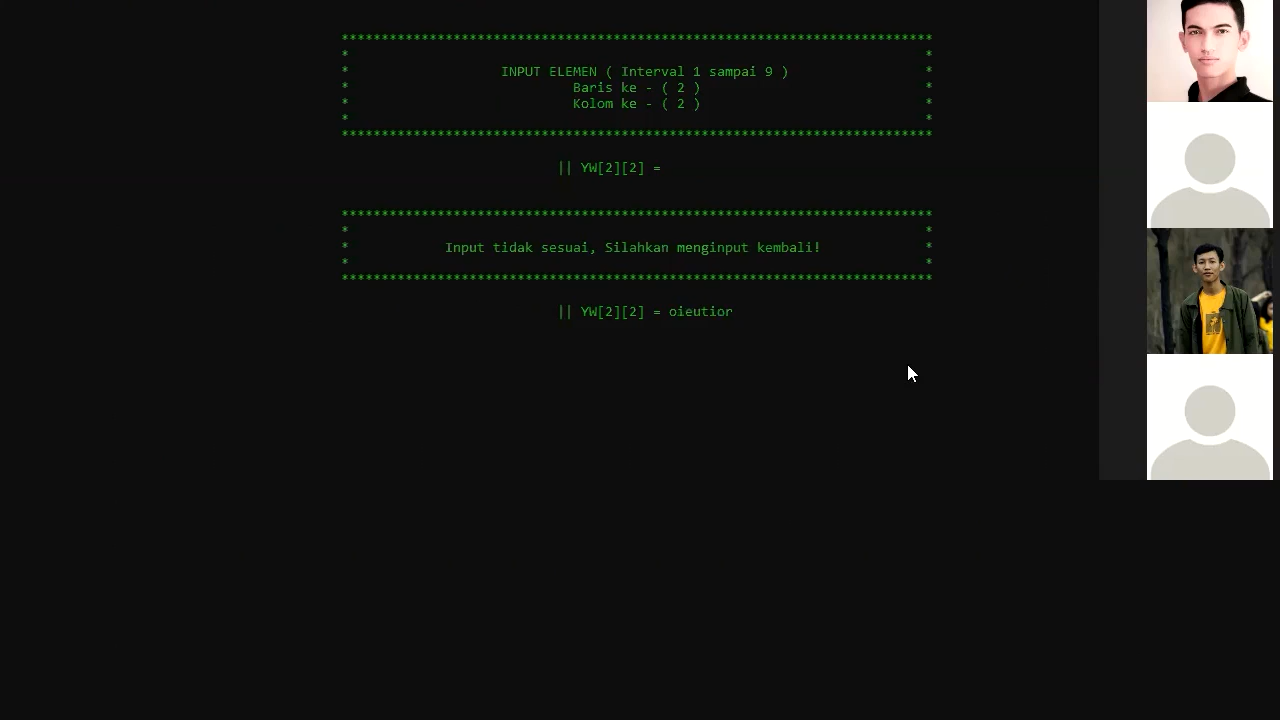 **************************************************************************
* *
* INPUT ELEMEN ( Interval 1 sampai 9 ) *
* Baris ke - ( 2 ) *
* Kolom ke - ( 2 ) *
* *
**************************************************************************
|| YW[2][2] =
**************************************************************************
* *
* Input tidak sesuai, Silahkan menginput kembali! *
* *
**************************************************************************
|| YW[2][2] = oieutior